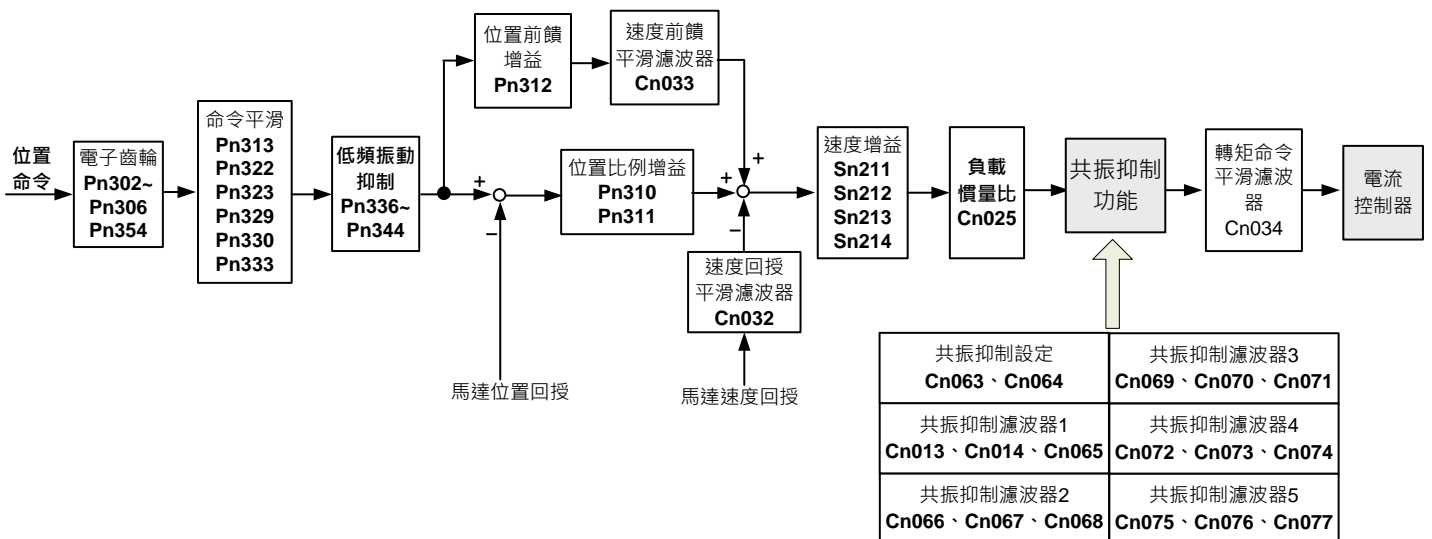 位置
命令
電子齒輪
Pn302~
Pn306
Pn354
命令平滑
Pn313
Pn322
Pn323
Pn329
Pn330
Pn333
低頻振動
抑制
Pn336~
Pn344
位置前饋
增益
Pn312
速度前饋
平滑濾波器
Cn033
+
−
位置比例增益
Pn310
Pn311
+
+
−
速度回授
平滑濾波器
Cn032
馬達位置回授
馬達速度回授
速度增益
Sn211
Sn212
Sn213
Sn214
負載
慣量比
Cn025
共振抑制
功能
轉矩命令
平滑濾波
器
Cn034
電流
控制器
共振抑制設定
Cn063、Cn064
共振抑制濾波器3
Cn069、Cn070、Cn071
共振抑制濾波器1
Cn013、Cn014、Cn065
共振抑制濾波器4
Cn072、Cn073、Cn074
共振抑制濾波器2
Cn066、Cn067、Cn068
共振抑制濾波器5
Cn075、Cn076、Cn077